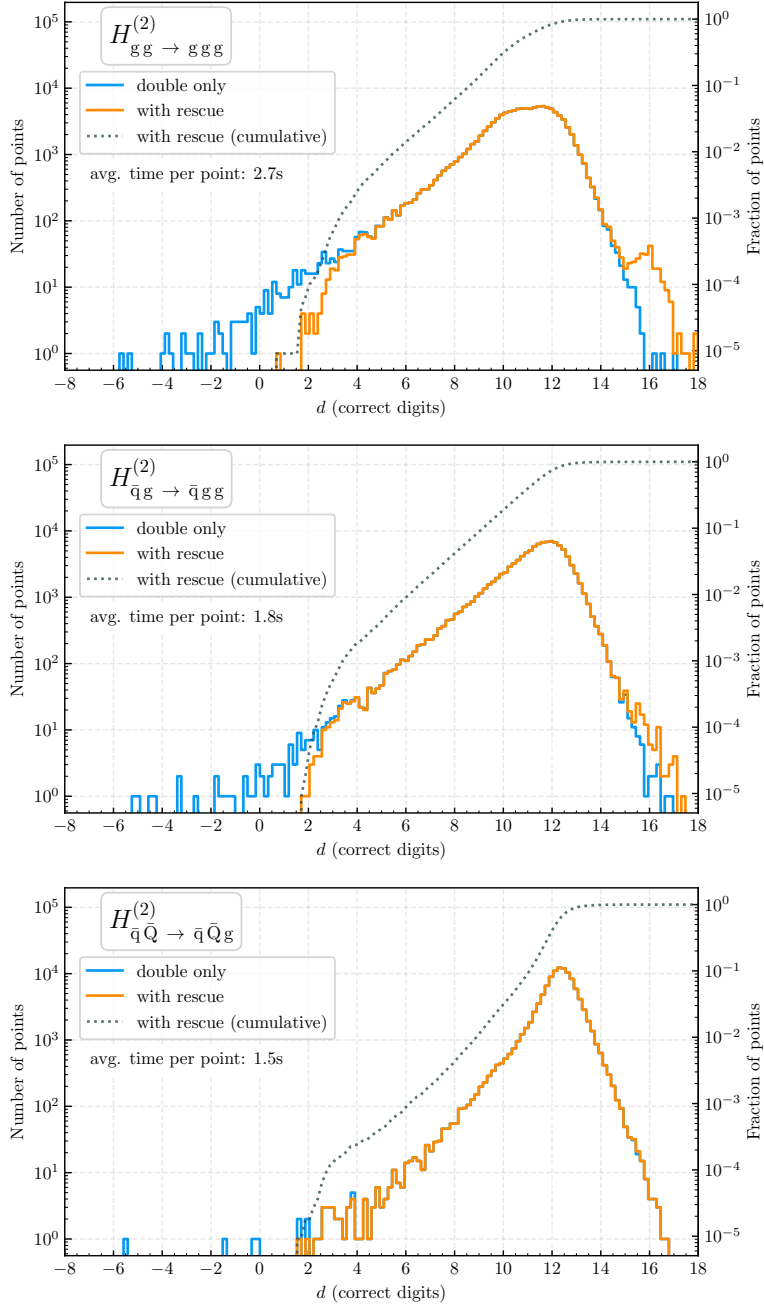 H^{(2)}_{g g → g g g}
double only
with rescue
with rescue (cumulative)
avg. time per point: 2.7s
Number of points
10^5
10^4
10^3
10^2
10^1
10^0
Fraction of points
10^0
10^−1
10^−2
10^−3
10^−4
10^−5
−8 −6 −4 −2 0 2 4 6 8 10 12 14 16 18
d (correct digits)
H^{(2)}_{q̄ g → q̄ g g}
double only
with rescue
with rescue (cumulative)
avg. time per point: 1.8s
Number of points
10^5
10^4
10^3
10^2
10^1
10^0
Fraction of points
10^0
10^−1
10^−2
10^−3
10^−4
10^−5
−8 −6 −4 −2 0 2 4 6 8 10 12 14 16 18
d (correct digits)
H^{(2)}_{q̄ Q̄ → q̄ Q̄ g}
double only
with rescue
with rescue (cumulative)
avg. time per point: 1.5s
Number of points
10^5
10^4
10^3
10^2
10^1
10^0
Fraction of points
10^0
10^−1
10^−2
10^−3
10^−4
10^−5
−8 −6 −4 −2 0 2 4 6 8 10 12 14 16 18
d (correct digits)